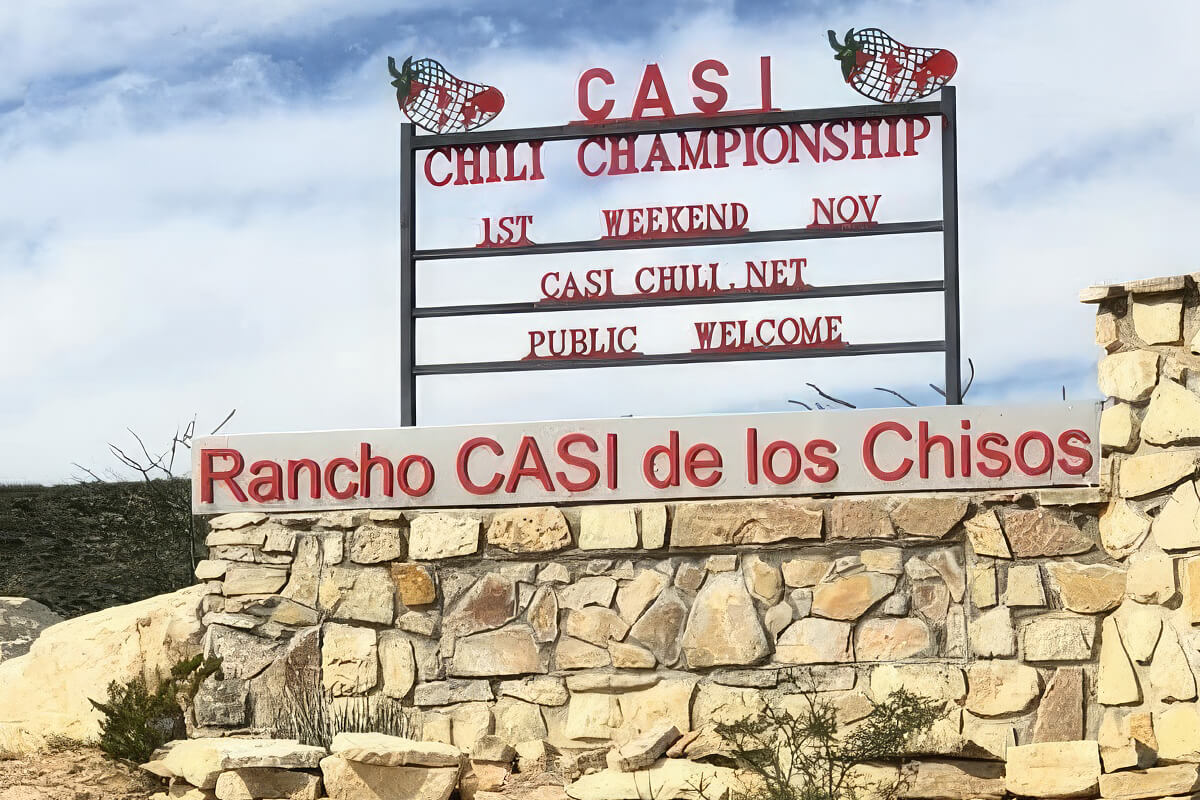 CASI
CHILI CHAMPIONSHIP
1ST WEEKEND NOV
CASI CHILI.NET
PUBLIC WELCOME
Rancho CASI de los Chisos